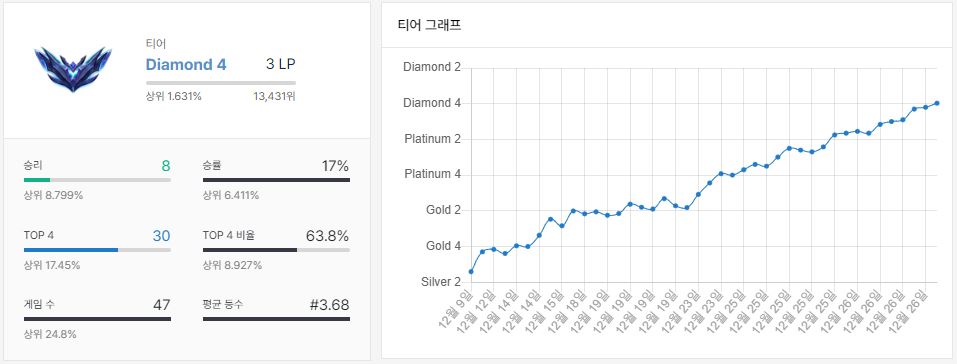 티어
Diamond 4 3 LP
상위 1.631% 13,431위
승리 8
상위 8.799%
승률 17%
상위 6.411%
TOP 4 30
상위 17.45%
TOP 4 비율 63.8%
상위 8.927%
게임 수 47
상위 24.8%
평균 등수 #3.68
티어 그래프
Diamond 2
Diamond 4
Platinum 2
Platinum 4
Gold 2
Gold 4
Silver 2
12월 9일
12월 12일
12월 14일
12월 14일
12월 15일
12월 18일
12월 19일
12월 19일
12월 19일
12월 23일
12월 23일
12월 23일
12월 25일
12월 25일
12월 25일
12월 25일
12월 25일
12월 26일
12월 26일
12월 26일